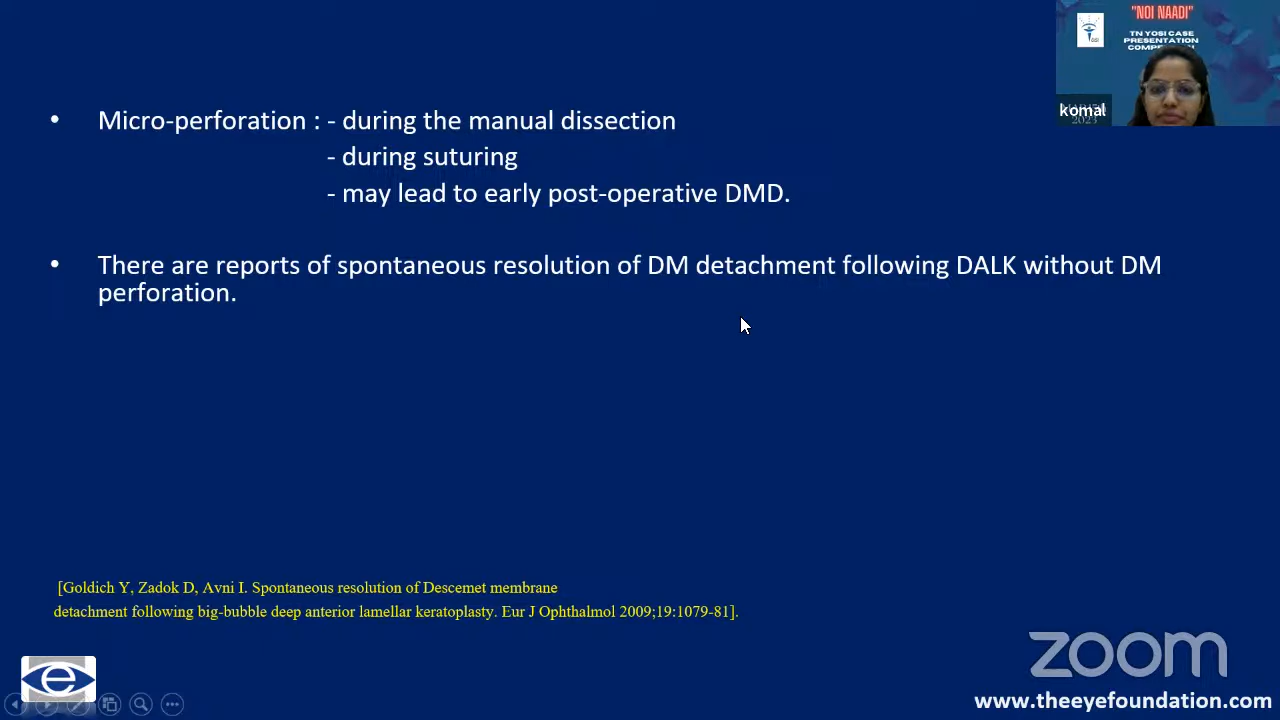 "NOI NAADI"
TN YOSI CASE
PRESENTATION
komal
2023
• Micro-perforation : - during the manual dissection
- during suturing
- may lead to early post-operative DMD.
• There are reports of spontaneous resolution of DM detachment following DALK without DM
perforation.
[Goldich Y, Zadok D, Avni I. Spontaneous resolution of Descemet membrane
detachment following big-bubble deep anterior lamellar keratoplasty. Eur J Ophthalmol 2009;19:1079-81].
e
zoom
www.theeyefoundation.com